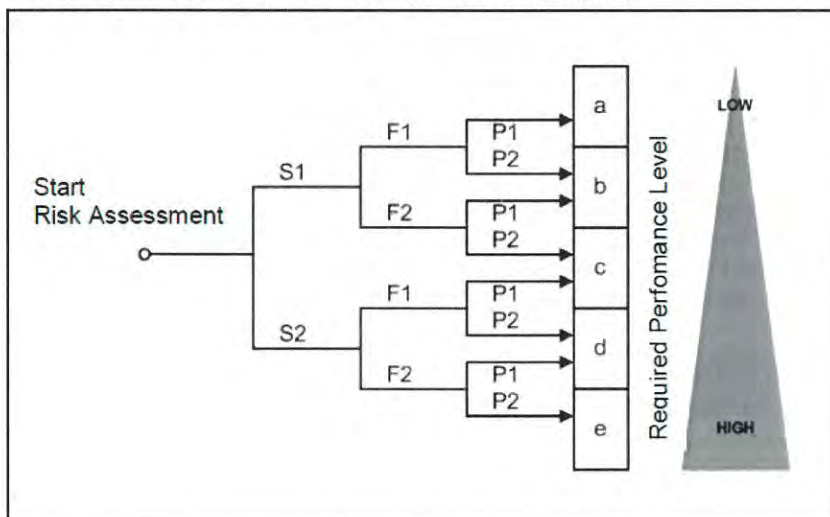 a
LOW
F1
P1
P2
S1
b
Start
Risk Assessment
F2
P1
P2
c
F1
P1
P2
S2
d
F2
P1
P2
e
Required Perfomance Level
HIGH